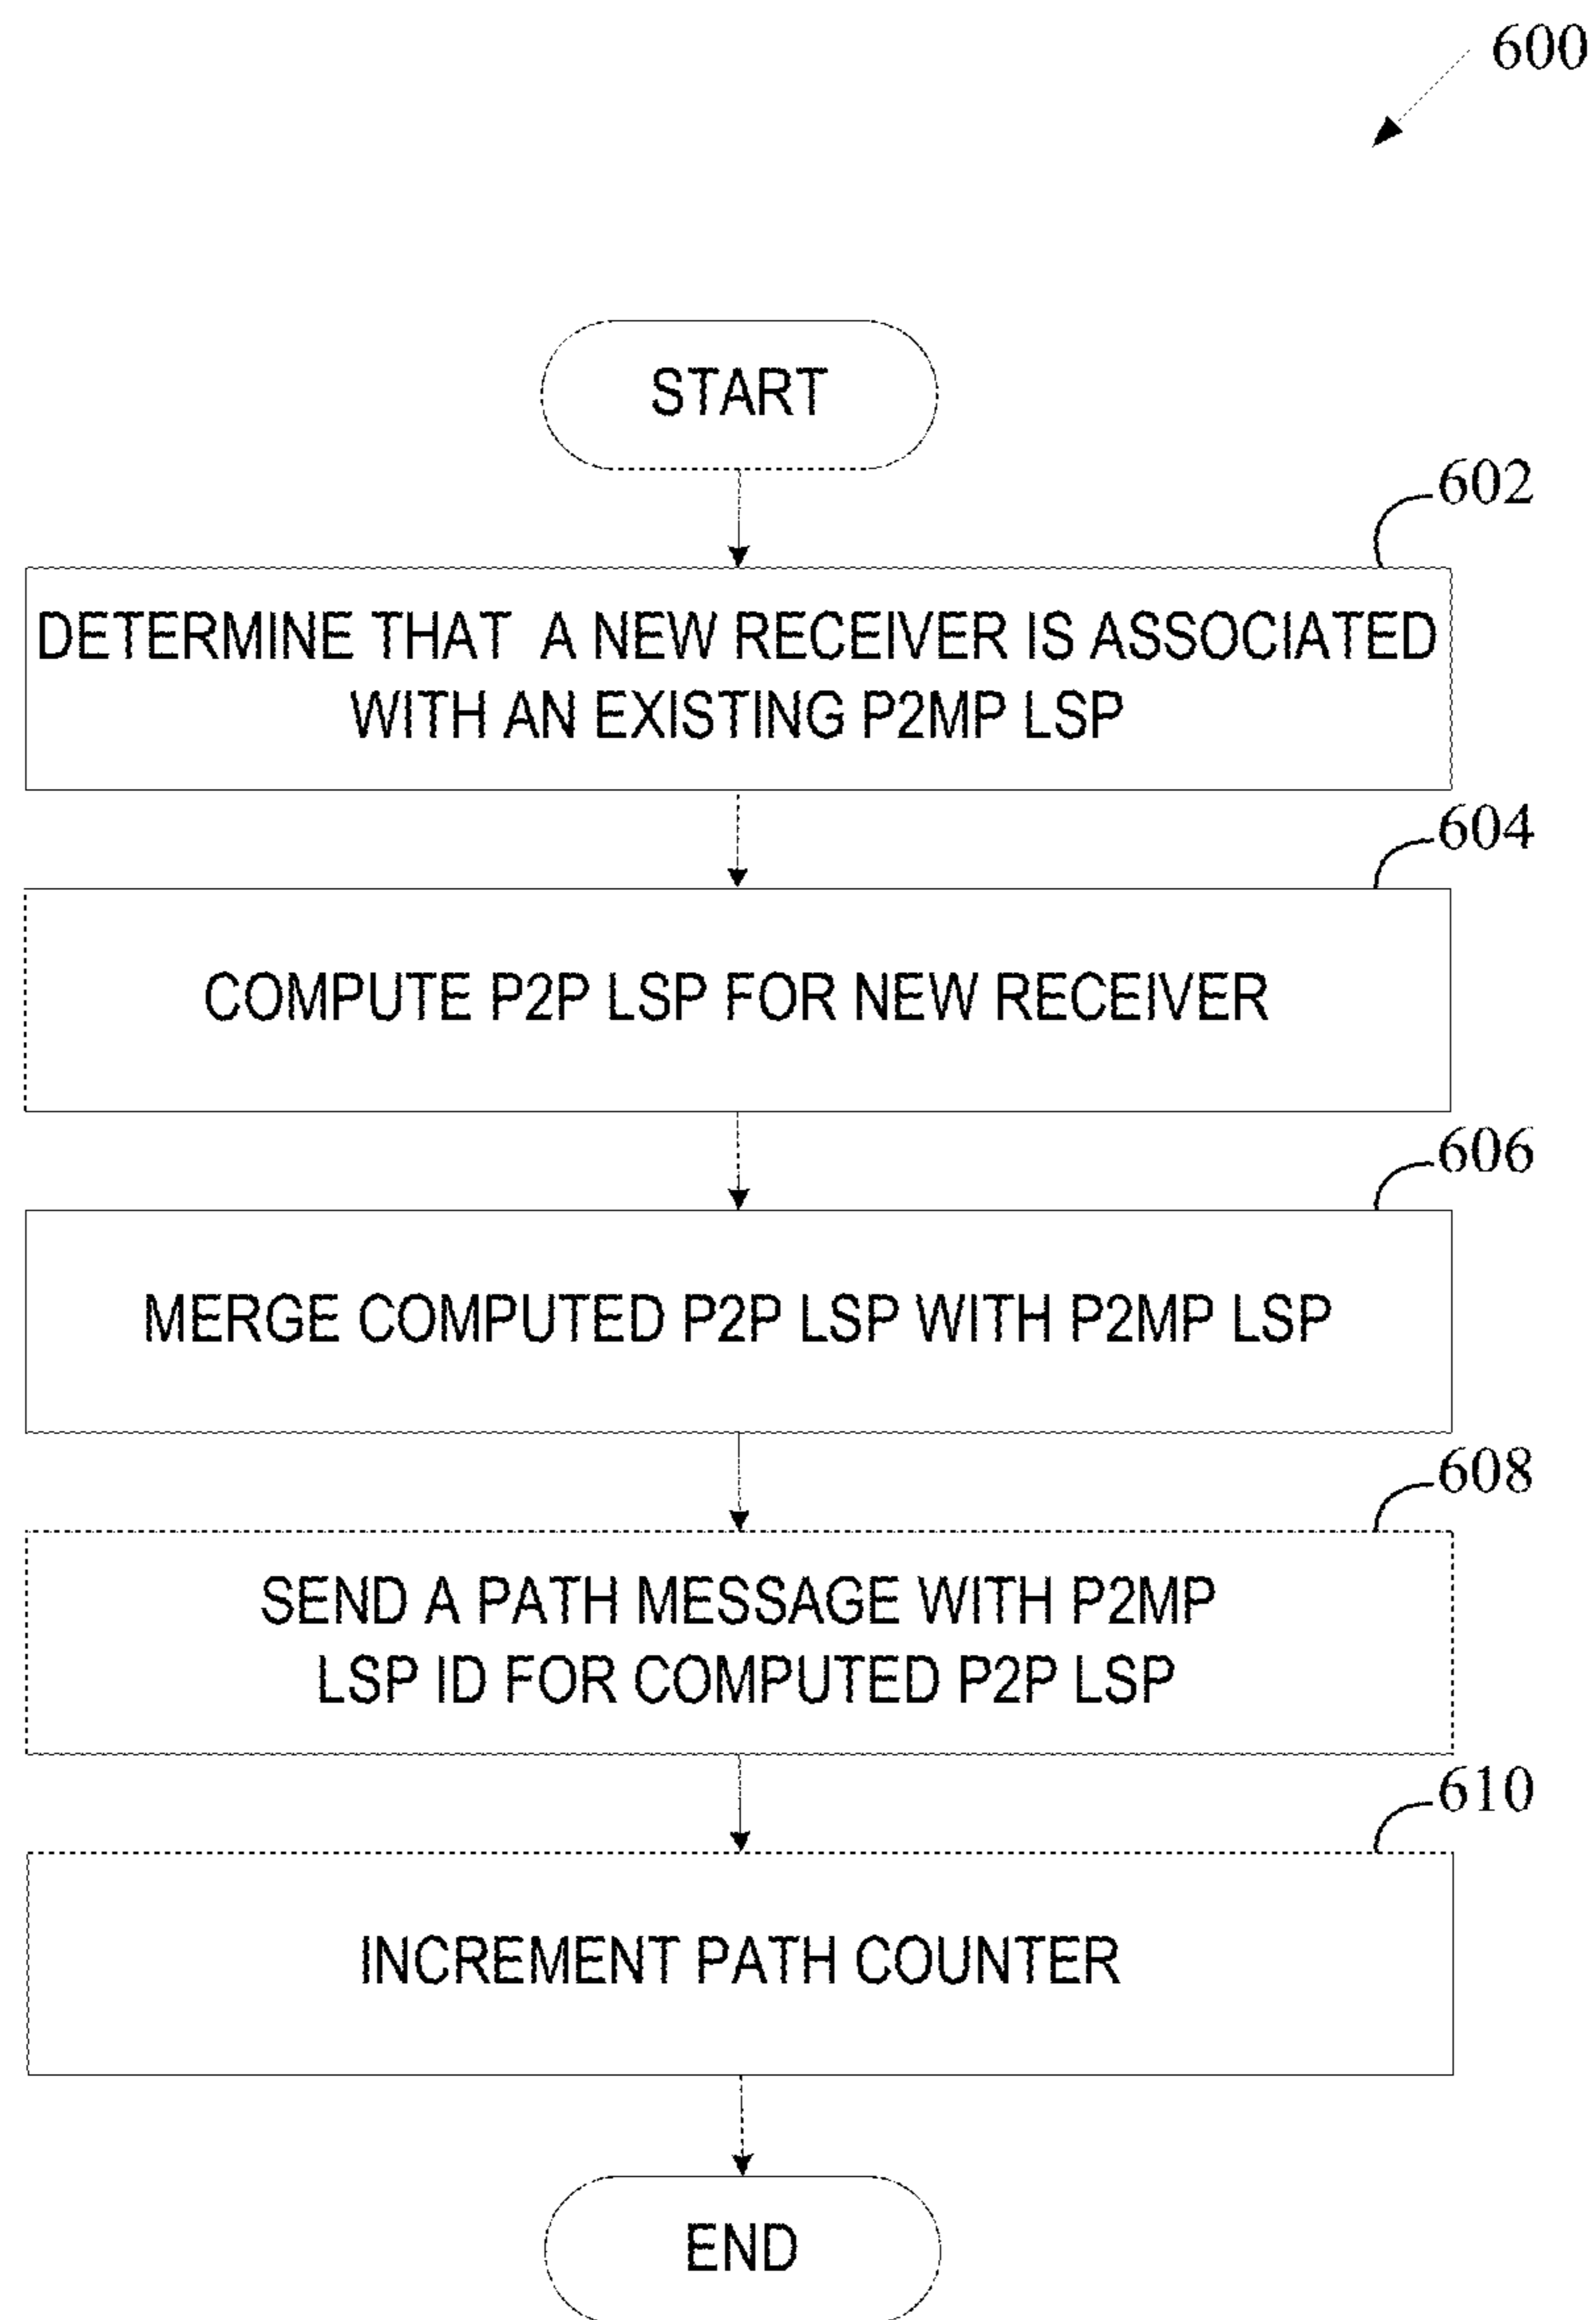 600
START
602
DETERMINE THAT A NEW RECEIVER IS ASSOCIATED
WITH AN EXISTING P2MP LSP
604
COMPUTE P2P LSP FOR NEW RECEIVER
606
MERGE COMPUTED P2P LSP WITH P2MP LSP
608
SEND A PATH MESSAGE WITH P2MP
LSP ID FOR COMPUTED P2P LSP
610
INCREMENT PATH COUNTER
END